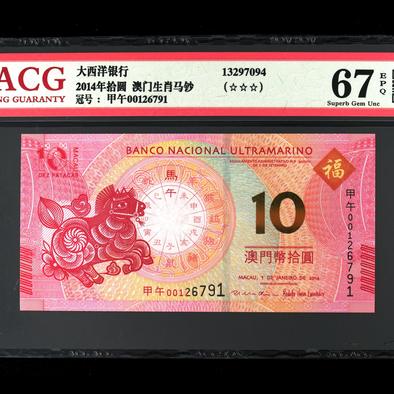 ACG
NG GUARANTY
大西洋银行
2014年拾圆 澳门生肖马钞
冠号：甲午00126791
13297094
(☆☆☆)
67 EPQ
Superb Gem Unc
10
DEZ PATACAS
MACAU
BANCO NACIONAL ULTRAMARINO
福
馬
午
甲午00126791
10
澳門幣拾圓
MACAU, 1 DE JANEIRO DE 2014
甲午00126791